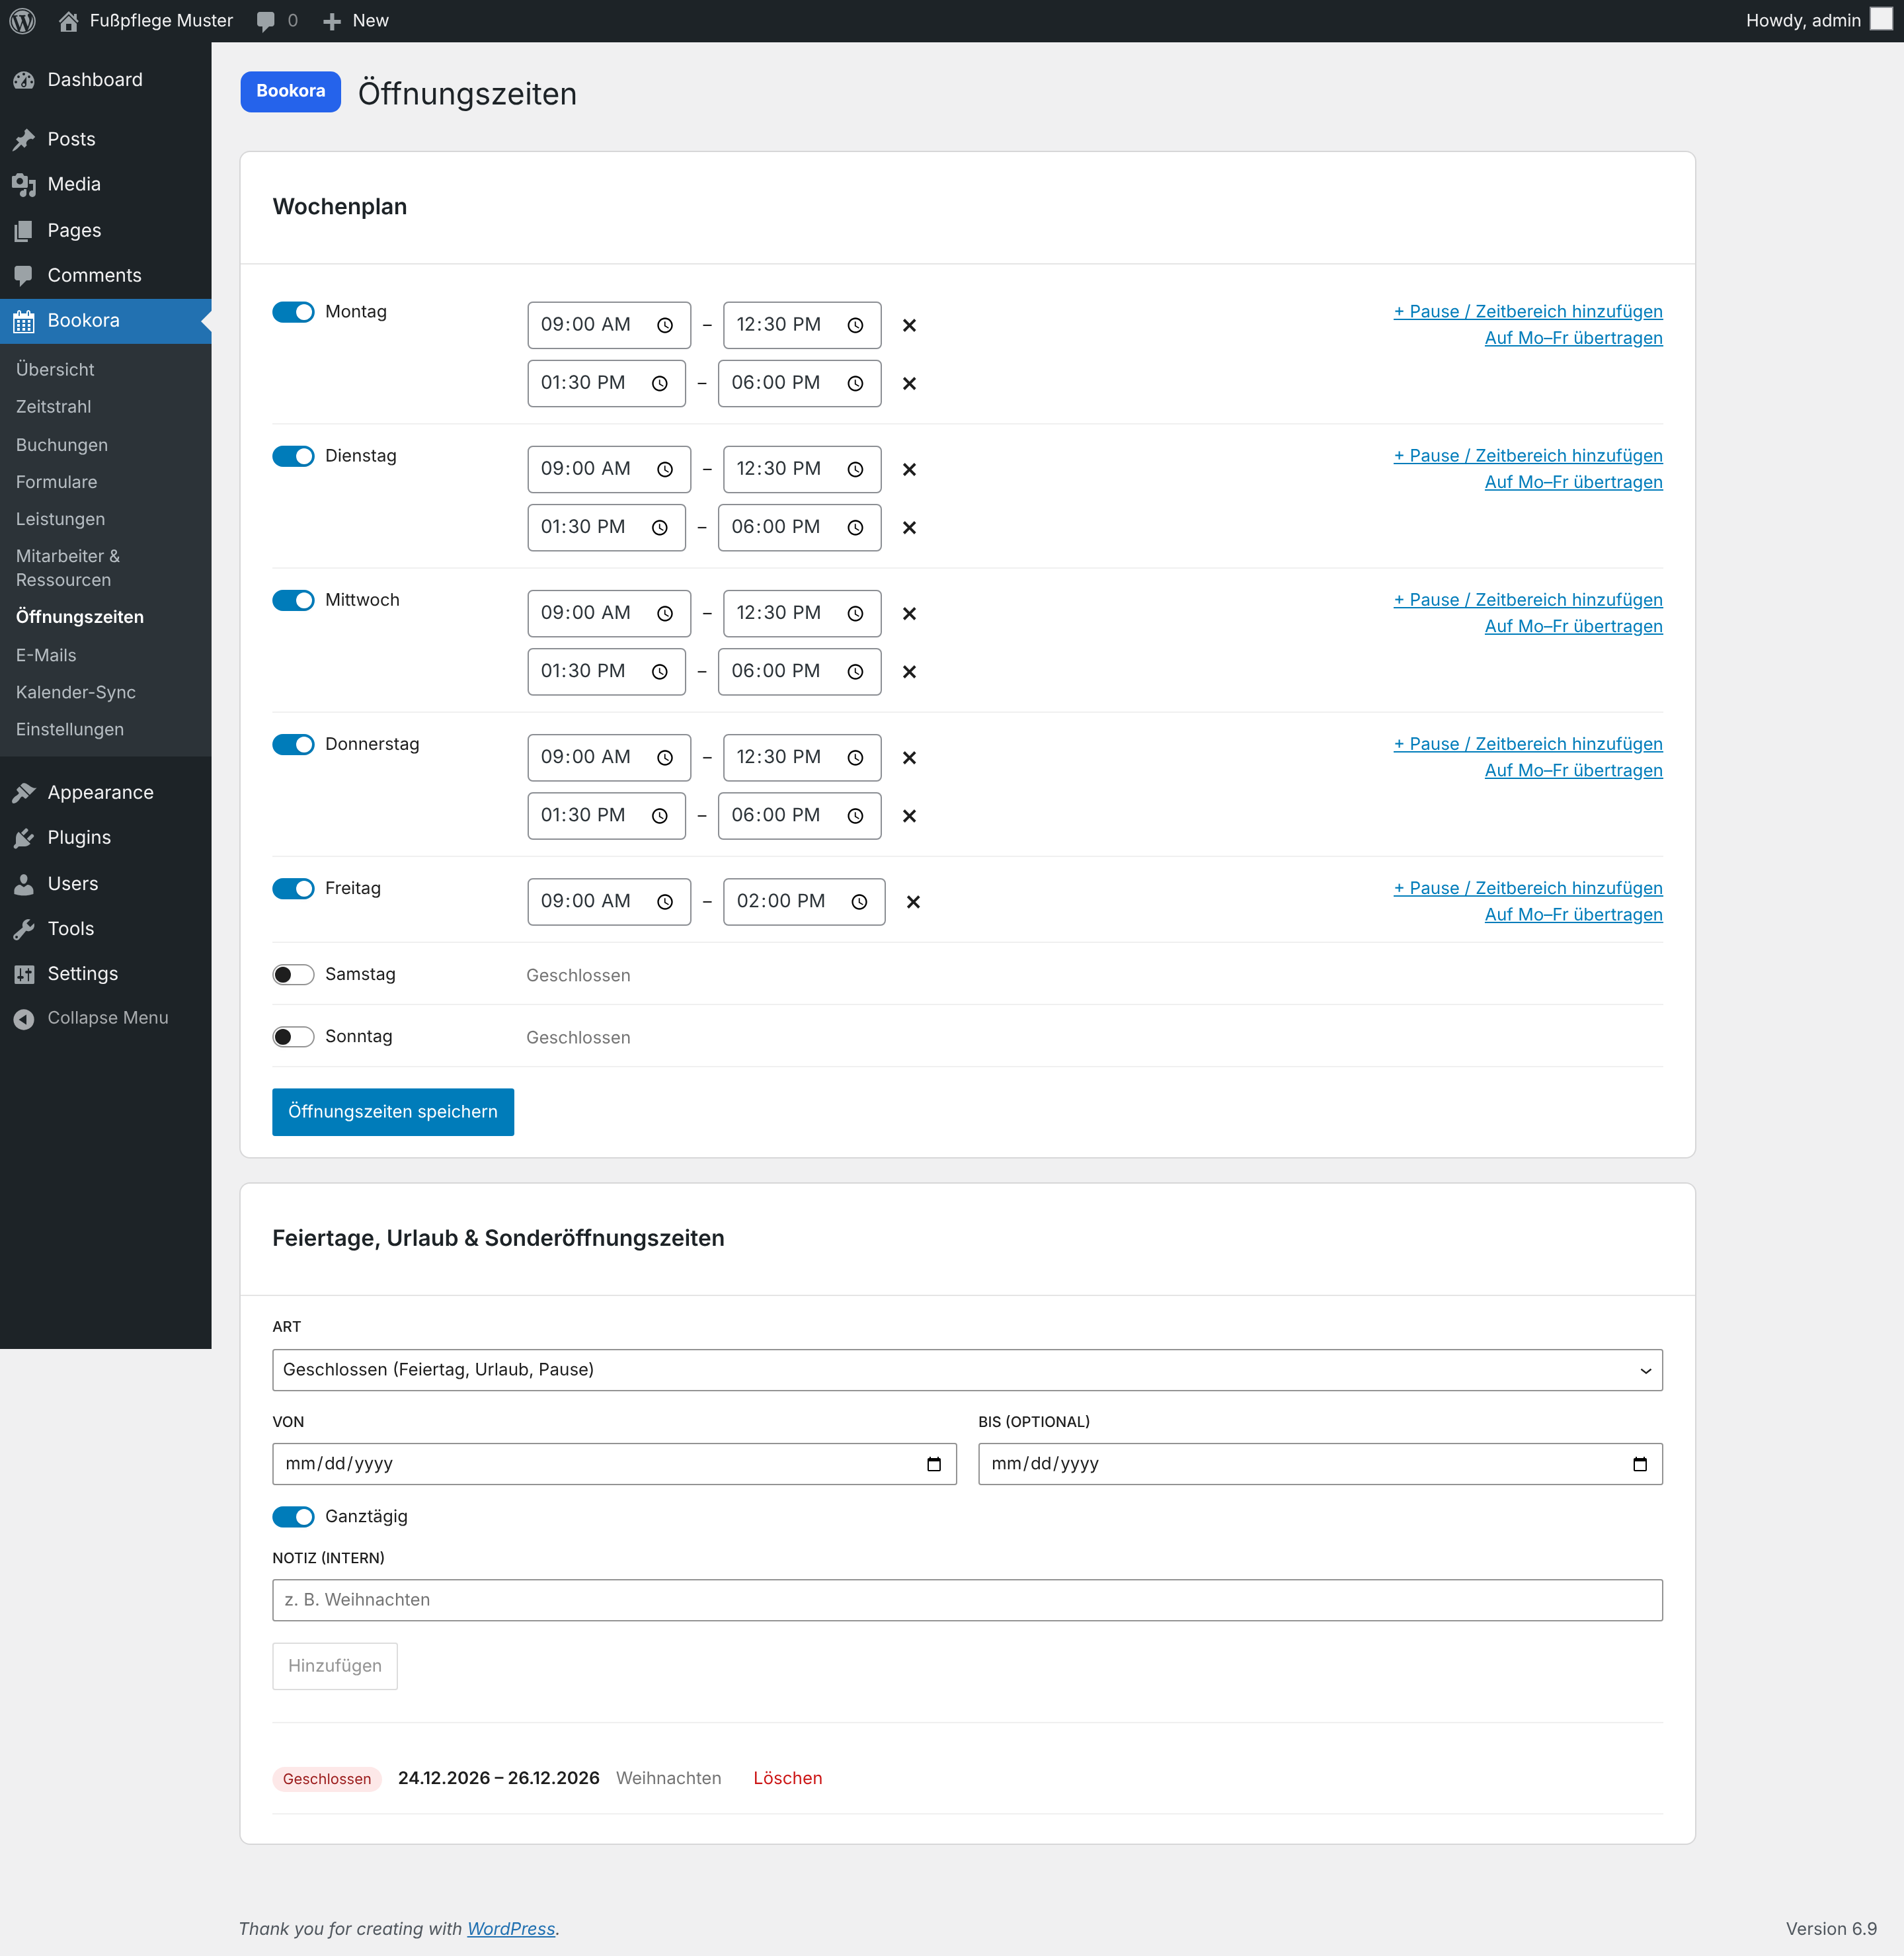 Fußpflege Muster 0 New Howdy, admin
Dashboard
Posts
Media
Pages
Comments
Bookora
Übersicht
Zeitstrahl
Buchungen
Formulare
Leistungen
Mitarbeiter &
Ressourcen
Öffnungszeiten
E-Mails
Kalender-Sync
Einstellungen
Appearance
Plugins
Users
Tools
Settings
Collapse Menu
Bookora Öffnungszeiten
Wochenplan
Montag 09:00 AM – 12:30 PM + Pause / Zeitbereich hinzufügen
Auf Mo–Fr übertragen
01:30 PM – 06:00 PM
Dienstag 09:00 AM – 12:30 PM + Pause / Zeitbereich hinzufügen
Auf Mo–Fr übertragen
01:30 PM – 06:00 PM
Mittwoch 09:00 AM – 12:30 PM + Pause / Zeitbereich hinzufügen
Auf Mo–Fr übertragen
01:30 PM – 06:00 PM
Donnerstag 09:00 AM – 12:30 PM + Pause / Zeitbereich hinzufügen
Auf Mo–Fr übertragen
01:30 PM – 06:00 PM
Freitag 09:00 AM – 02:00 PM + Pause / Zeitbereich hinzufügen
Auf Mo–Fr übertragen
Samstag Geschlossen
Sonntag Geschlossen
Öffnungszeiten speichern
Feiertage, Urlaub & Sonderöffnungszeiten
ART
Geschlossen (Feiertag, Urlaub, Pause)
VON BIS (OPTIONAL)
mm/dd/yyyy mm/dd/yyyy
Ganztägig
NOTIZ (INTERN)
z. B. Weihnachten
Hinzufügen
Geschlossen 24.12.2026 – 26.12.2026 Weihnachten Löschen
Thank you for creating with WordPress. Version 6.9